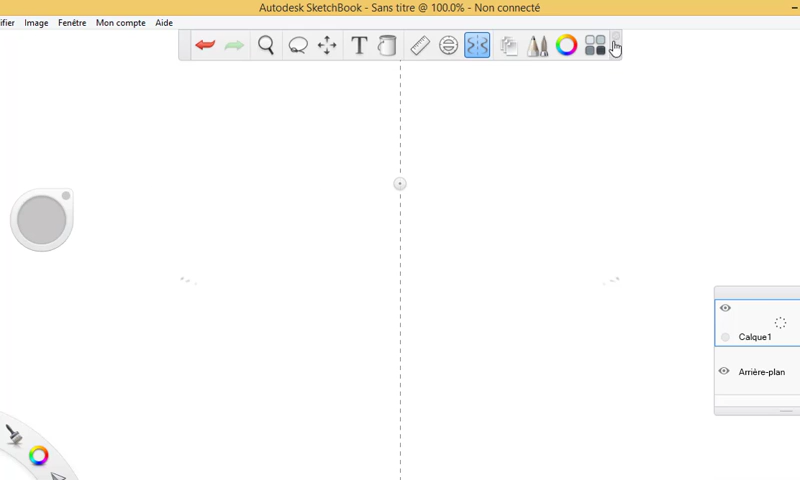 Autodesk SketchBook - Sans titre @ 100.0% - Non connecté
ifier Image Fenêtre Mon compte Aide
T
Calque1
Arrière-plan